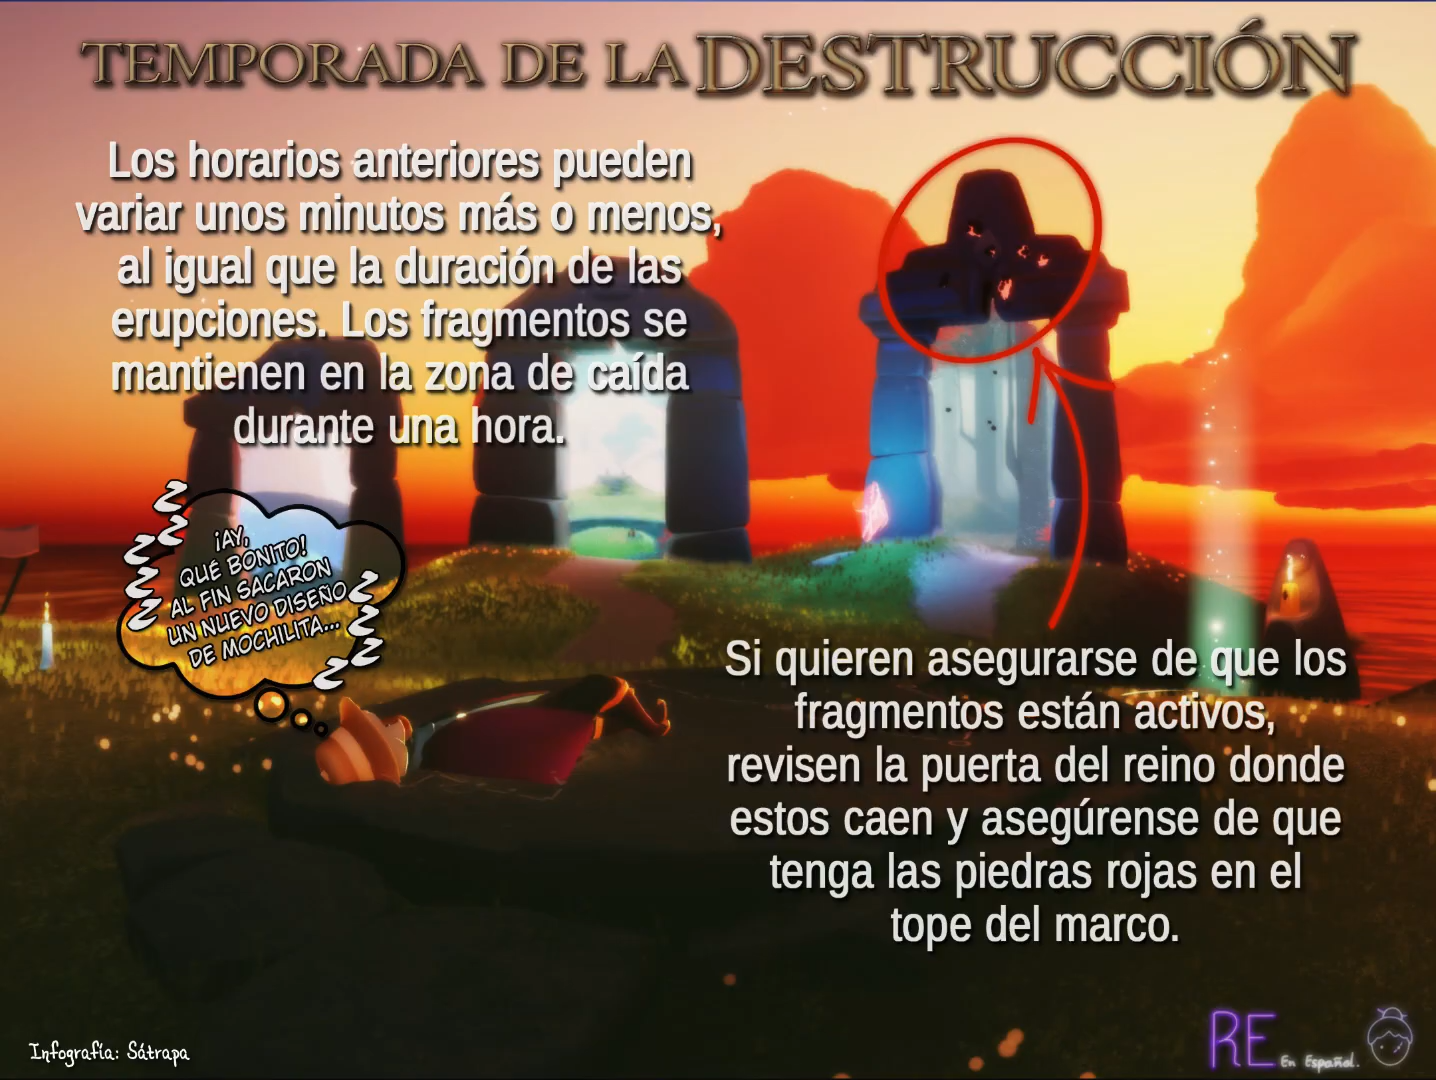 TEMPORADA DE LA DESTRUCCIÓN
Los horarios anteriores pueden
variar unos minutos más o menos,
al igual que la duración de las
erupciones. Los fragmentos se
mantienen en la zona de caída
durante una hora.
Z
Z
Z
Z
Z
¡AY,
QUÉ BONITO!
AL FIN SACARON
UN NUEVO DISEÑO
DE MOCHILITA...
Z
Z
Z
Z
Si quieren asegurarse de que los
fragmentos están activos,
revisen la puerta del reino donde
estos caen y asegúrense de que
tenga las piedras rojas en el
tope del marco.
Infografía: Sátrapa
RE En Español.